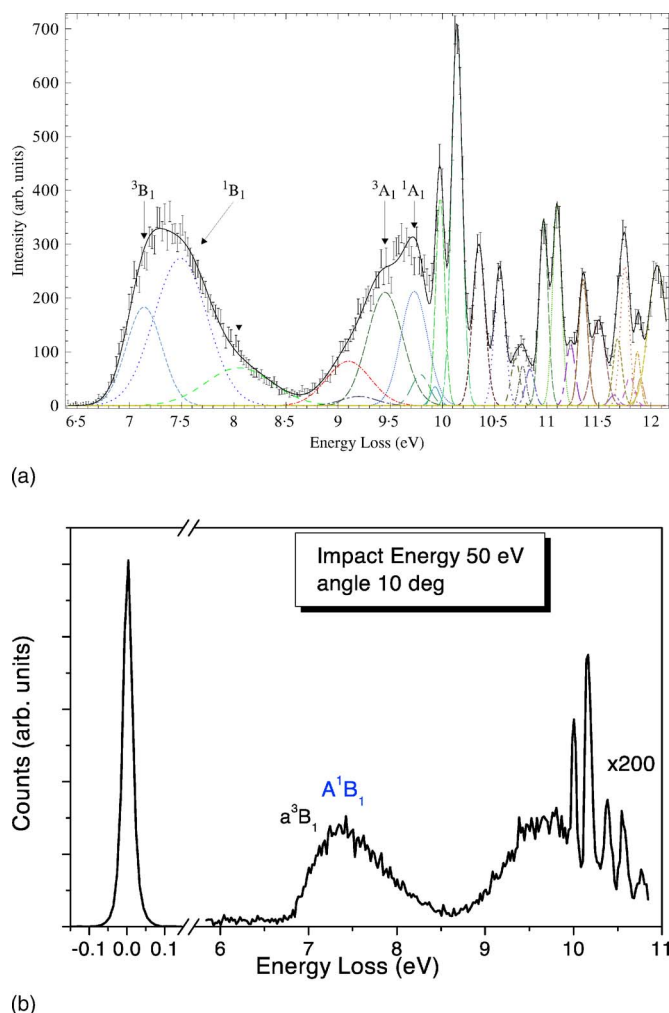 700
600
500
400
300
200
100
0
Intensity (arb. units)
³B₁
¹B₁
³A₁
¹A₁
6·5 7 7·5 8 8·5 9 9·5 10 10·5 11 11·5 12
Energy Loss (eV)
(a)
Impact Energy 50 eV
angle 10 deg
Counts (arb. units)
x200
A¹B₁
a³B₁
-0.1 0.0 0.1 6 7 8 9 10 11
Energy Loss (eV)
(b)